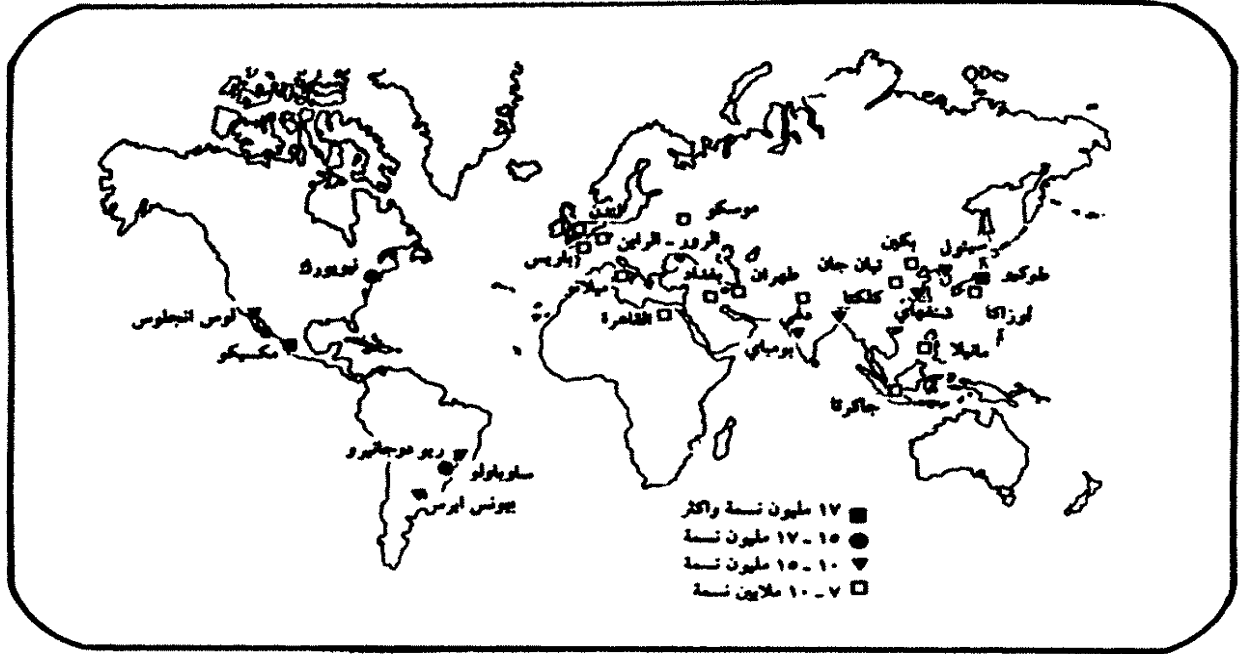 لندن
موسكو
الرور - الراين
باريس
ميلانو
بغداد
طهران
القاهرة
دلهي
بومباي
كلكتا
تيان جان
بكين
سيئول
طوكيو
أوزاكا
شنغهاي
مانيلا
جاكرتا
نيويورك
لوس انجلوس
مكسيكو
ريو دوجانيرو
ساوباولو
بيونس ايرس
١٧ مليون نسمة واكثر
١٥ - ١٧ مليون نسمة
١٠ - ١٥ مليون نسمة
٧ - ١٠ ملايين نسمة